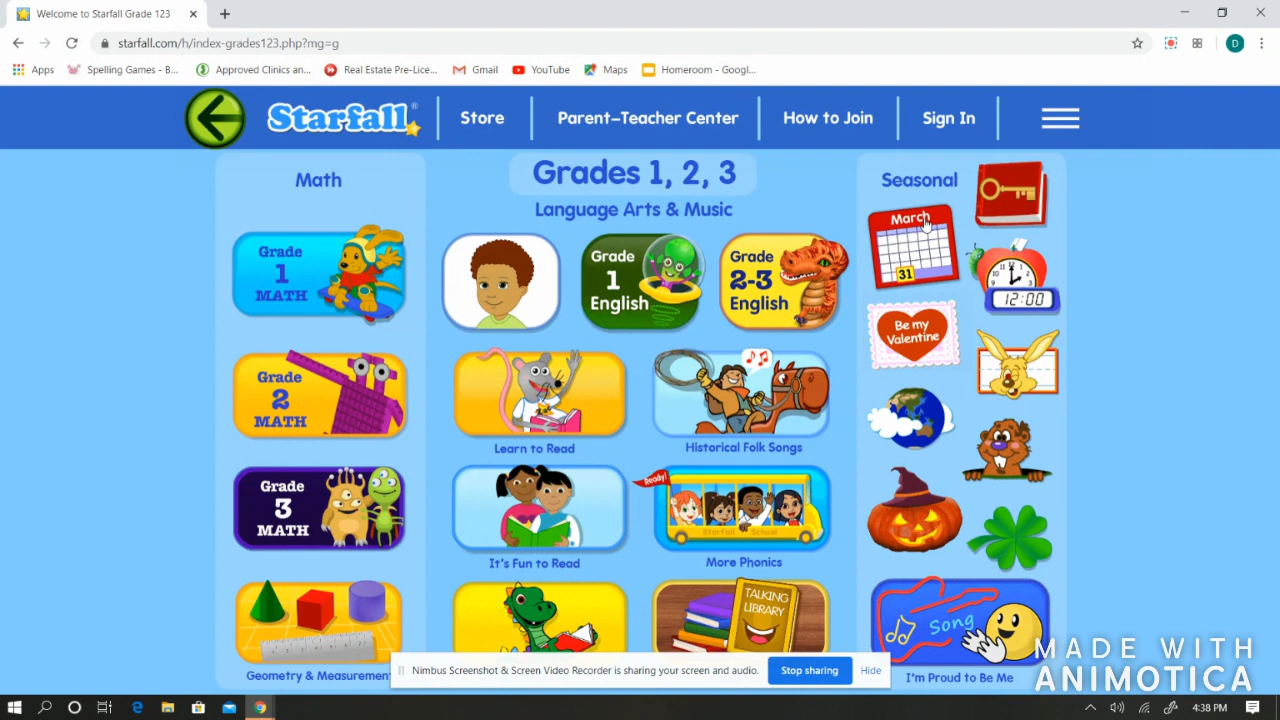 Welcome to Starfall Grade 123
starfall.com/h/index-grades123.php?mg=g
Apps
Spelling Games - B...
Approved Clinics an...
Real Estate Pre-Lice...
Gmail
YouTube
Maps
Homeroom - Googl...
D
Starfall®
Store
Parent-Teacher Center
How to Join
Sign In
Math
Grades 1, 2, 3
Language Arts & Music
Seasonal
Grade
1
MATH
Grade
1
English
Grade
2-3
English
March
31
12:00
Be my
Valentine
Grade
2
MATH
Learn to Read
Historical Folk Songs
Grade
3
MATH
Ready!
Starfall School
It's Fun to Read
More Phonics
TALKING
LIBRARY
Song
Geometry & Measurement
I'm Proud to Be Me
Nimbus Screenshot & Screen Video Recorder is sharing your screen and audio.
Stop sharing
Hide
MADE WITH
ANIMOTICA
4:38 PM